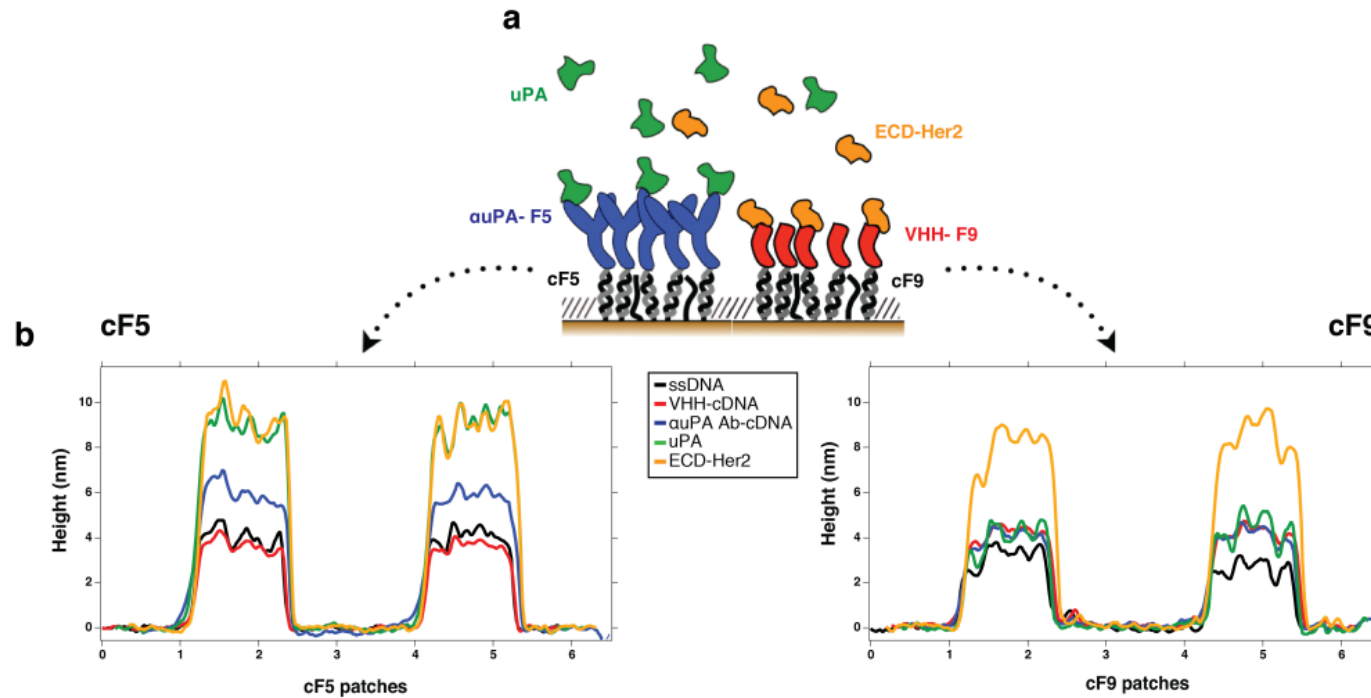 a
uPA
ECD-Her2
αuPA- F5
VHH- F9
cF5
cF9
b
cF5
cF9
ssDNA
VHH-cDNA
αuPA Ab-cDNA
uPA
ECD-Her2
Height (nm)
10
8
6
4
2
0
0 1 2 3 4 5 6
cF5 patches
Height (nm)
10
8
6
4
2
0
0 1 2 3 4 5 6
cF9 patches